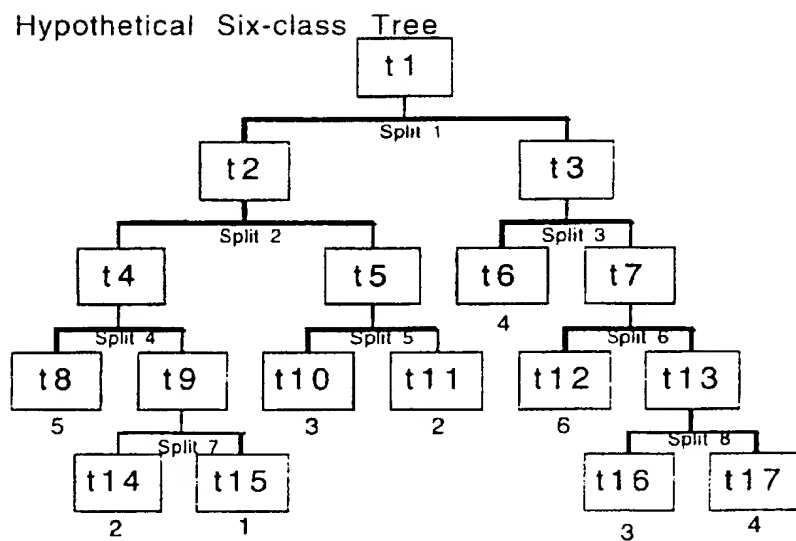 Hypothetical Six-class Tree
t1
Split 1
t2 t3
Split 2 Split 3
t4 t5 t6 t7
4
Split 4 Split 5 Split 6
t8 t9 t10 t11 t12 t13
5 3 2 6
Split 7 Split 8
t14 t15 t16 t17
2 1 3 4